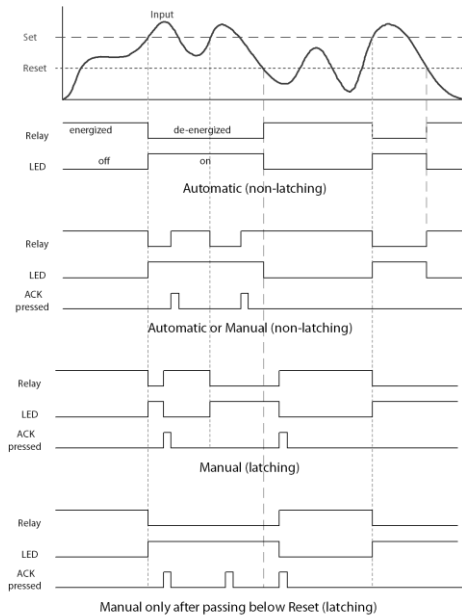 Input
Set
Reset
energized de-energized
Relay
off on
LED
Automatic (non-latching)
Relay
LED
ACK
pressed
Automatic or Manual (non-latching)
Relay
LED
ACK
pressed
Manual (latching)
Relay
LED
ACK
pressed
Manual only after passing below Reset (latching)